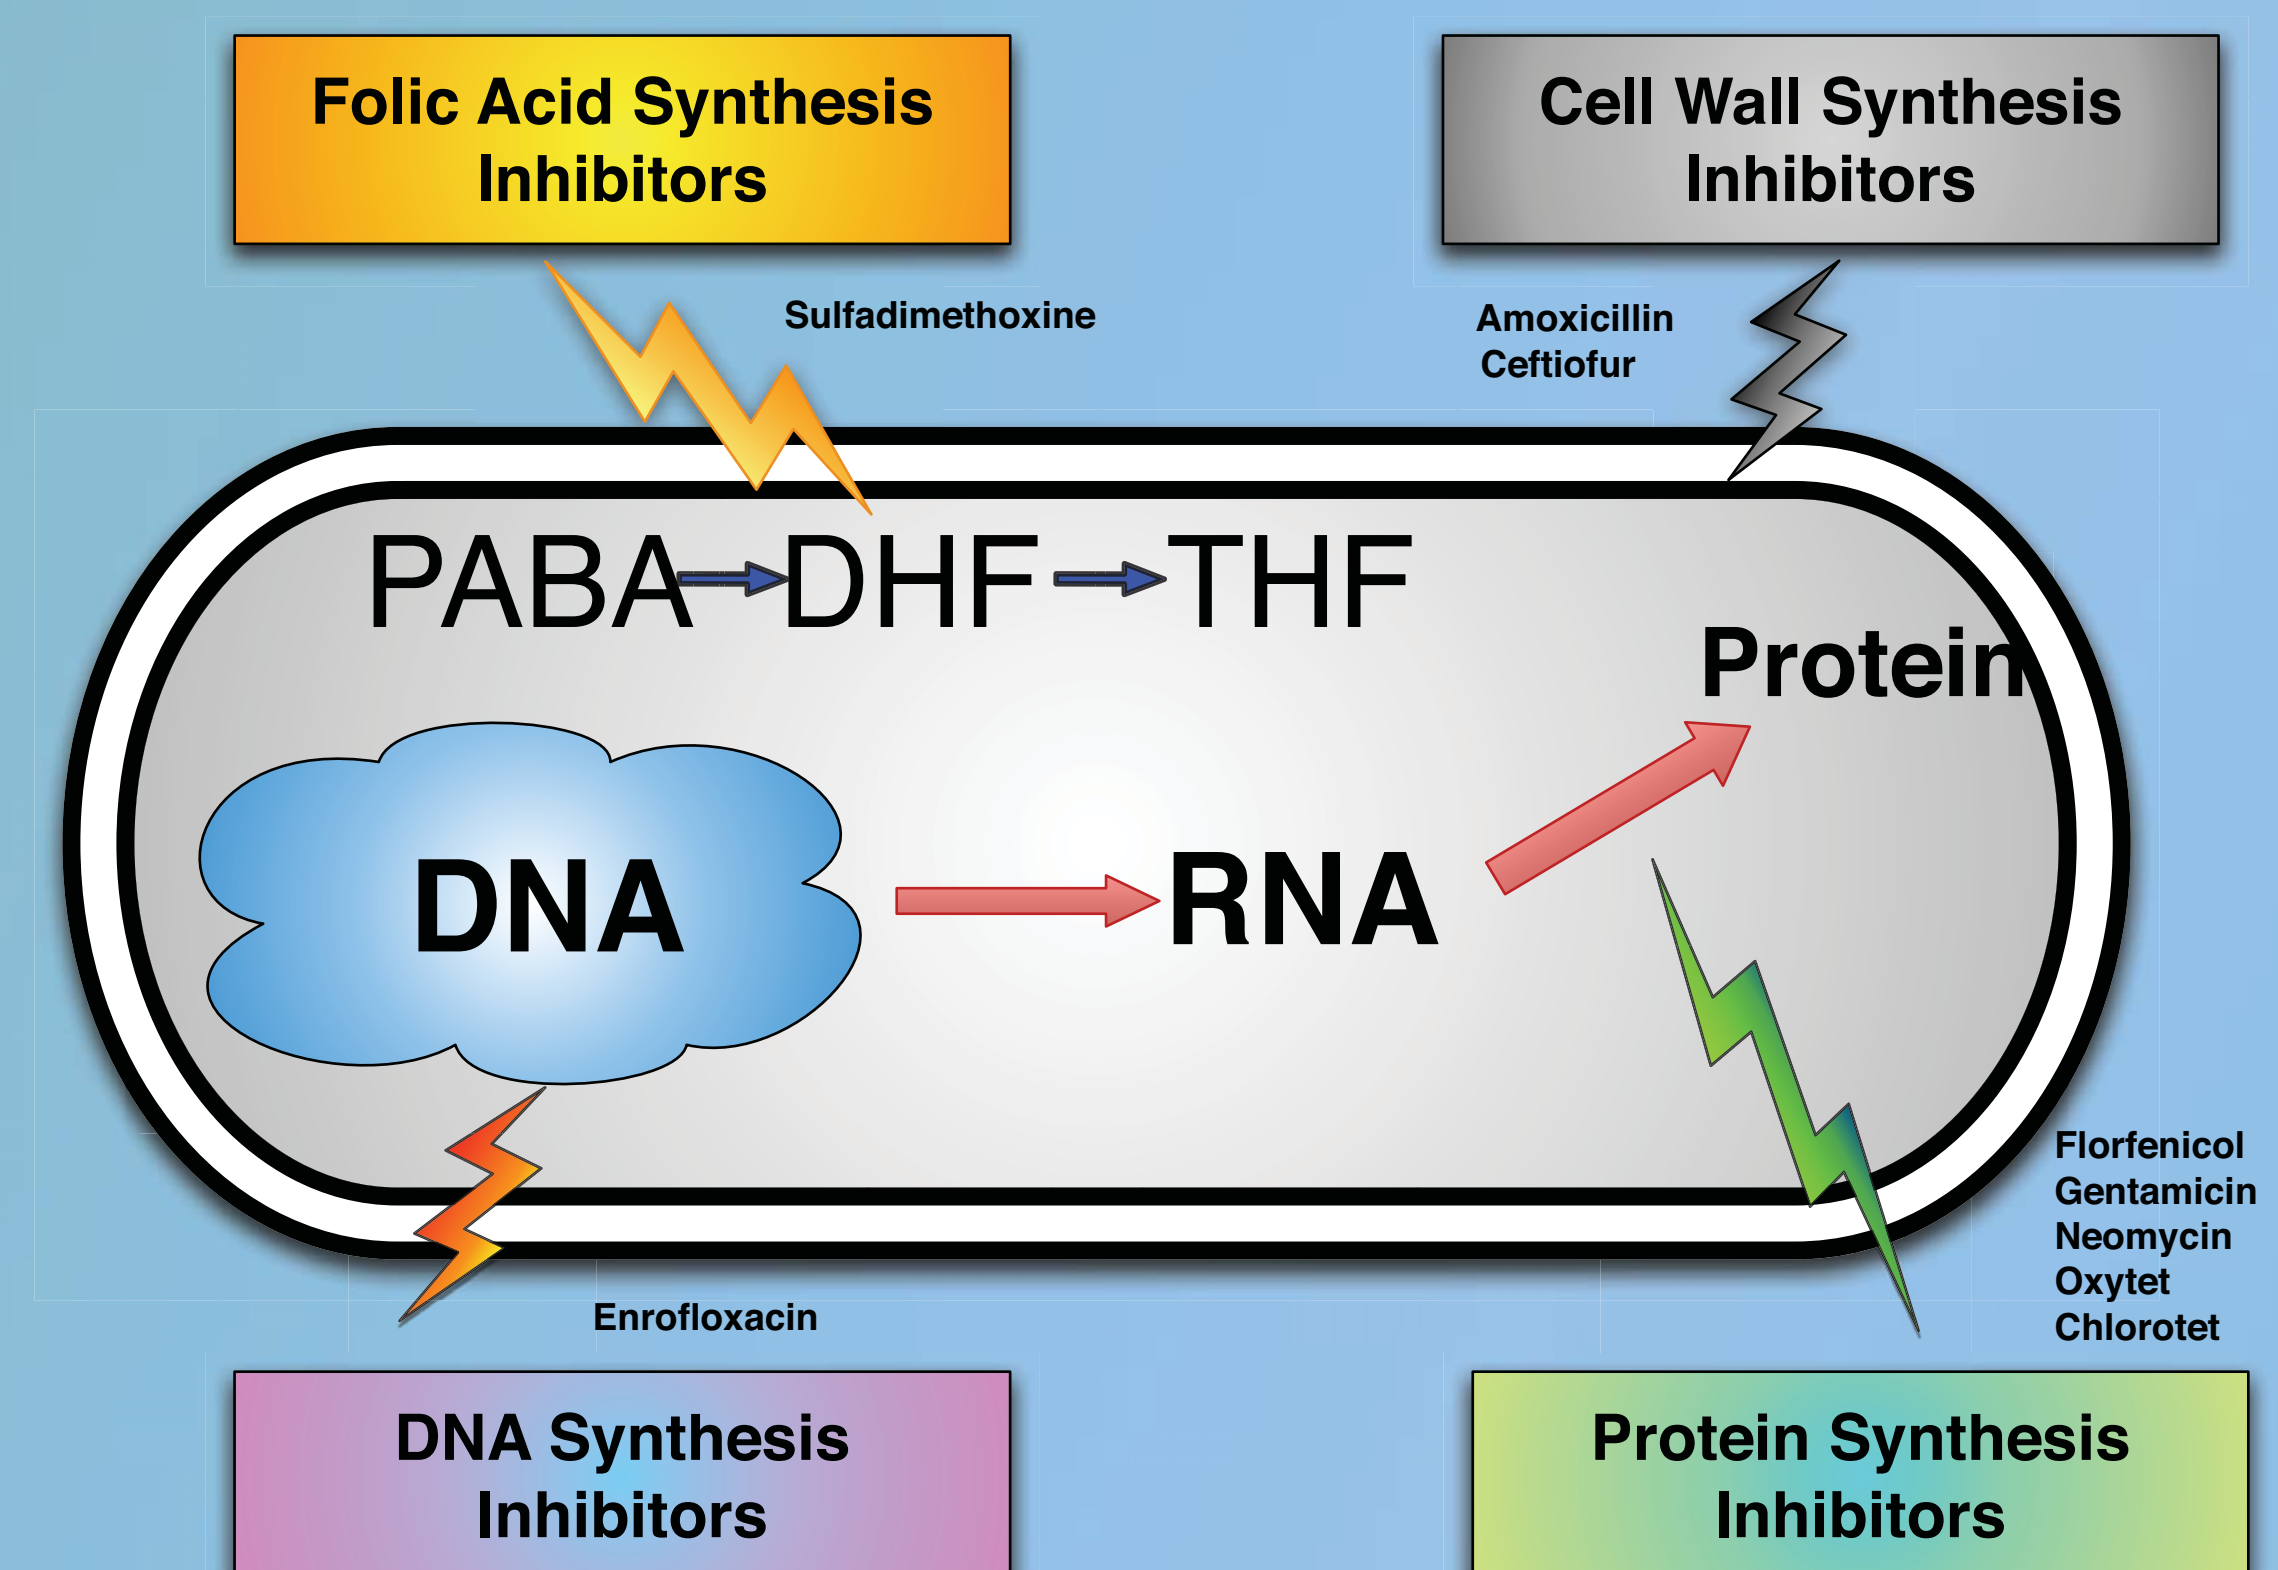 Folic Acid Synthesis
Inhibitors
Cell Wall Synthesis
Inhibitors
Sulfadimethoxine
Amoxicillin
Ceftiofur
PABA DHF THF
Protein
DNA
RNA
Florfenicol
Gentamicin
Neomycin
Oxytet
Chlorotet
Enrofloxacin
DNA Synthesis
Inhibitors
Protein Synthesis
Inhibitors